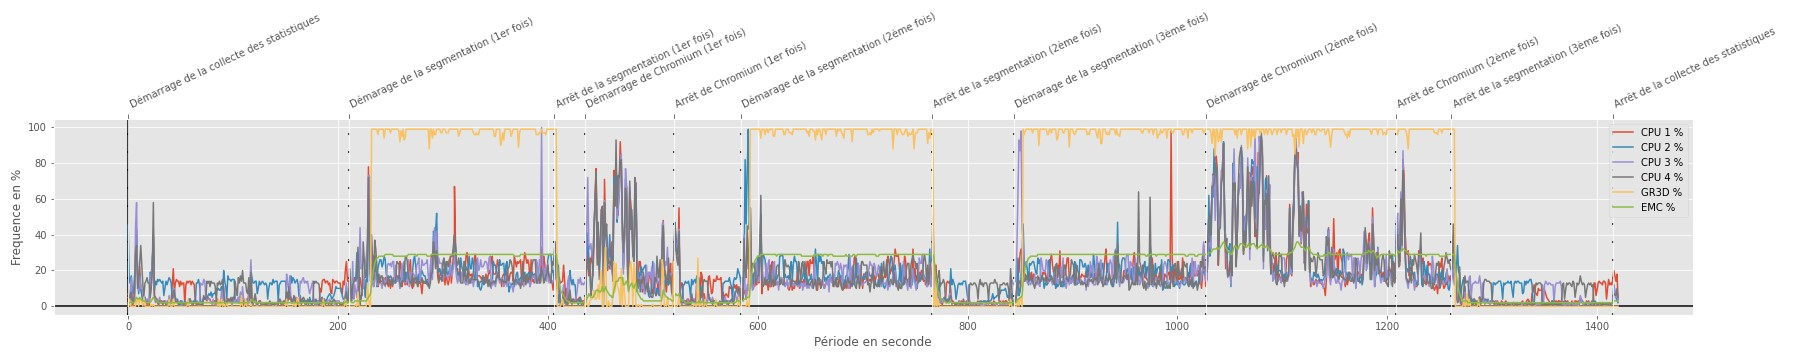 Démarrage de la collecte des statistiques
Démarage de la segmentation (1er fois)
Arrêt de la segmentation (1er fois)
Démarrage de Chromium (1er fois)
Arrêt de Chromium (1er fois)
Démarage de la segmentation (2ème fois)
Arrêt de la segmentation (2ème fois)
Démarage de la segmentation (3ème fois)
Démarrage de Chromium (2ème fois)
Arrêt de Chromium (2ème fois)
Arrêt de la segmentation (3ème fois)
Arrêt de la collecte des statistiques
Frequence en %
100
80
60
40
20
0
CPU 1 %
CPU 2 %
CPU 3 %
CPU 4 %
GR3D %
EMC %
0
200
400
600
800
1000
1200
1400
Période en seconde